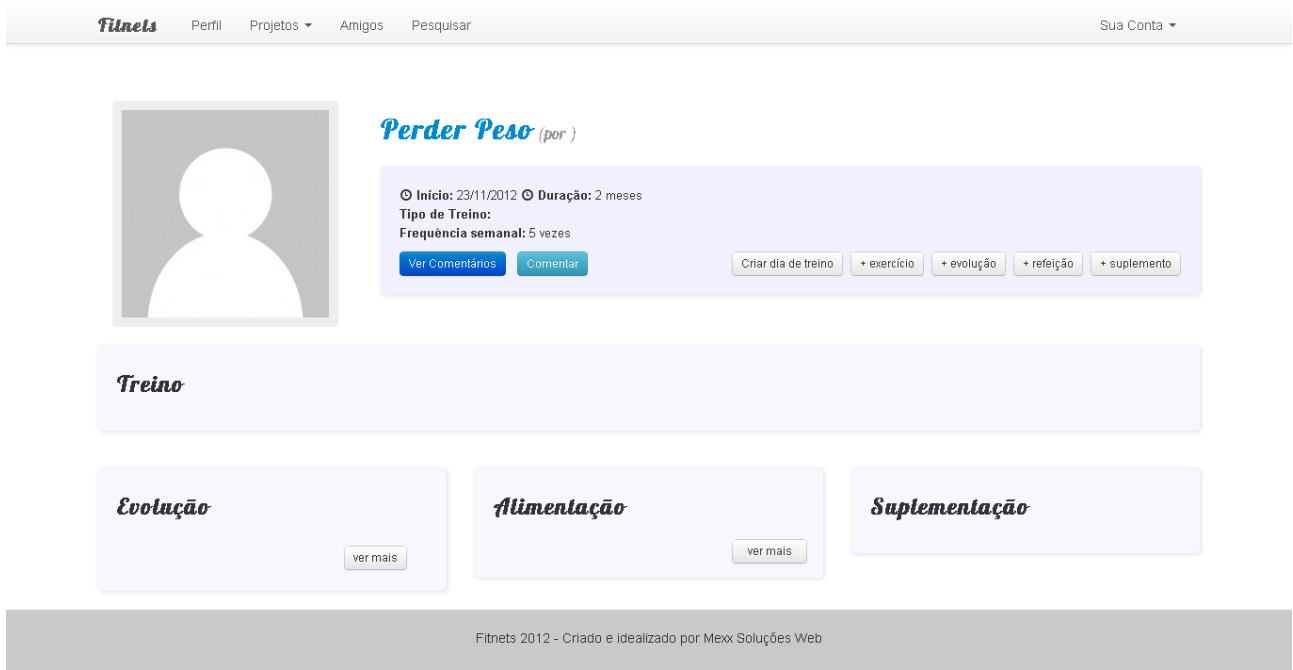 Fitnets Perfil Projetos Amigos Pesquisar Sua Conta
Perder Peso (por )
Início: 23/11/2012 Duração: 2 meses
Tipo de Treino:
Frequência semanal: 5 vezes
Ver Comentários Comentar Criar dia de treino + exercício + evolução + refeição + suplemento
Treino
Evolução
ver mais
Alimentação
ver mais
Suplementação
Fitnets 2012 - Criado e idealizado por Mexx Soluções Web